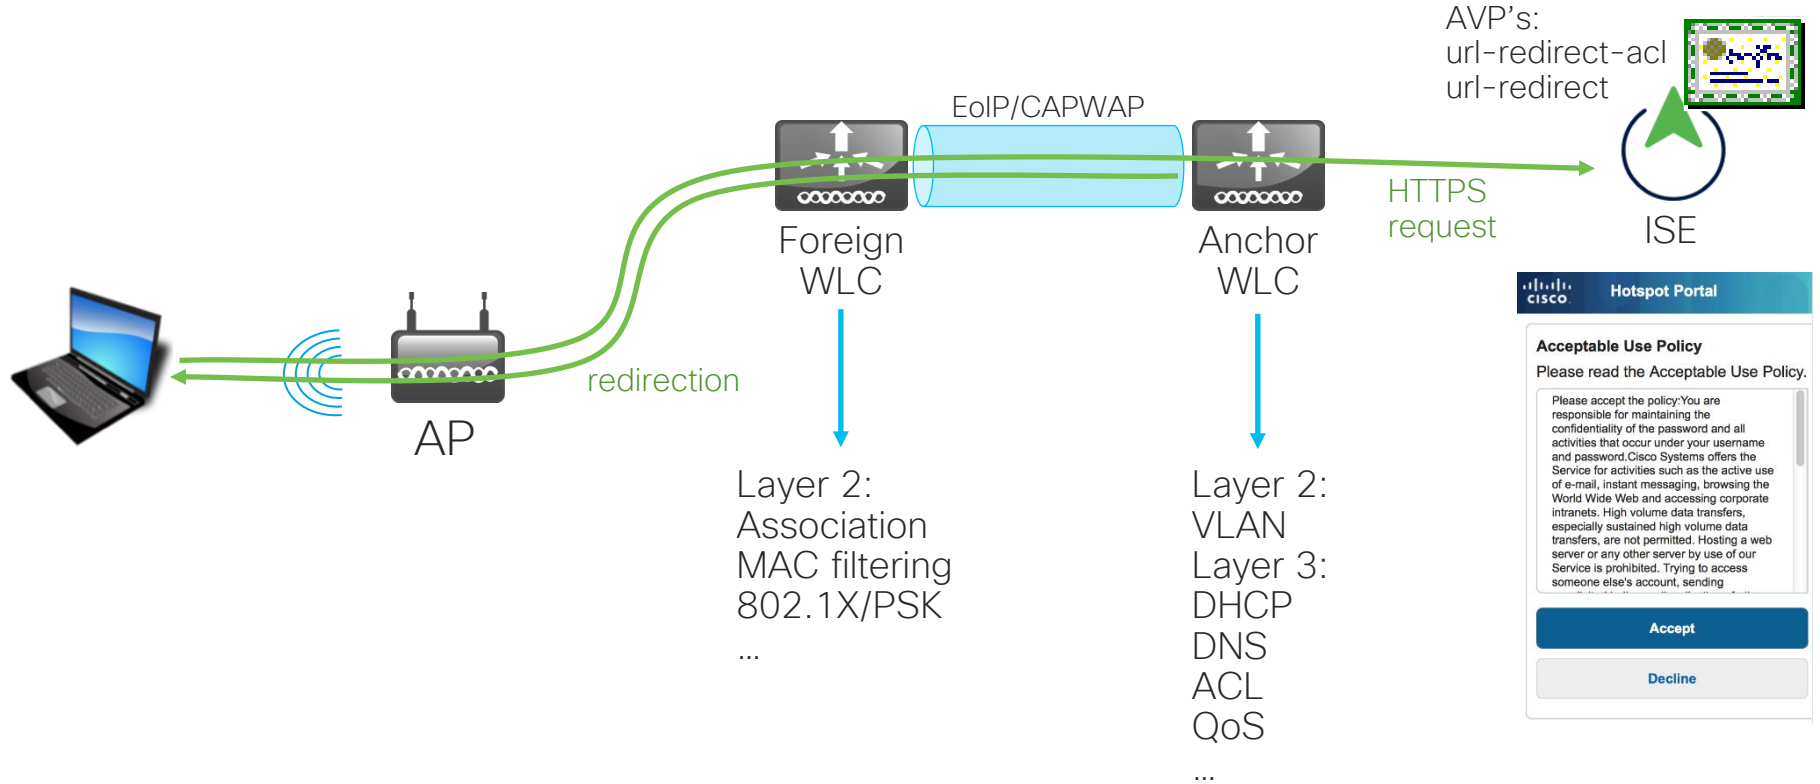 AVP's:
url-redirect-acl
url-redirect
EoIP/CAPWAP
HTTPS
request
ISE
Foreign
WLC
Anchor
WLC
redirection
AP
Layer 2:
Association
MAC filtering
802.1X/PSK
...
Layer 2:
VLAN
Layer 3:
DHCP
DNS
ACL
QoS
...
CISCO
Hotspot Portal
Acceptable Use Policy
Please read the Acceptable Use Policy.
Please accept the policy:You are
responsible for maintaining the
confidentiality of the password and all
activities that occur under your username
and password.Cisco Systems offers the
Service for activities such as the active use
of e-mail, instant messaging, browsing the
World Wide Web and accessing corporate
intranets. High volume data transfers,
especially sustained high volume data
transfers, are not permitted. Hosting a web
server or any other server by use of our
Service is prohibited. Trying to access
someone else's account, sending
Accept
Decline